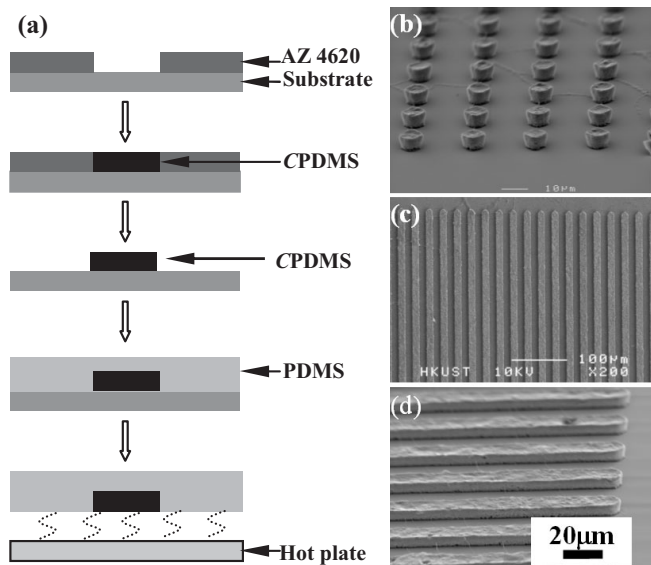 (a)
AZ 4620
Substrate
CPDMS
CPDMS
PDMS
Hot plate
(b)
10μm
(c)
100μm
HKUST 10KV X200
(d)
20μm